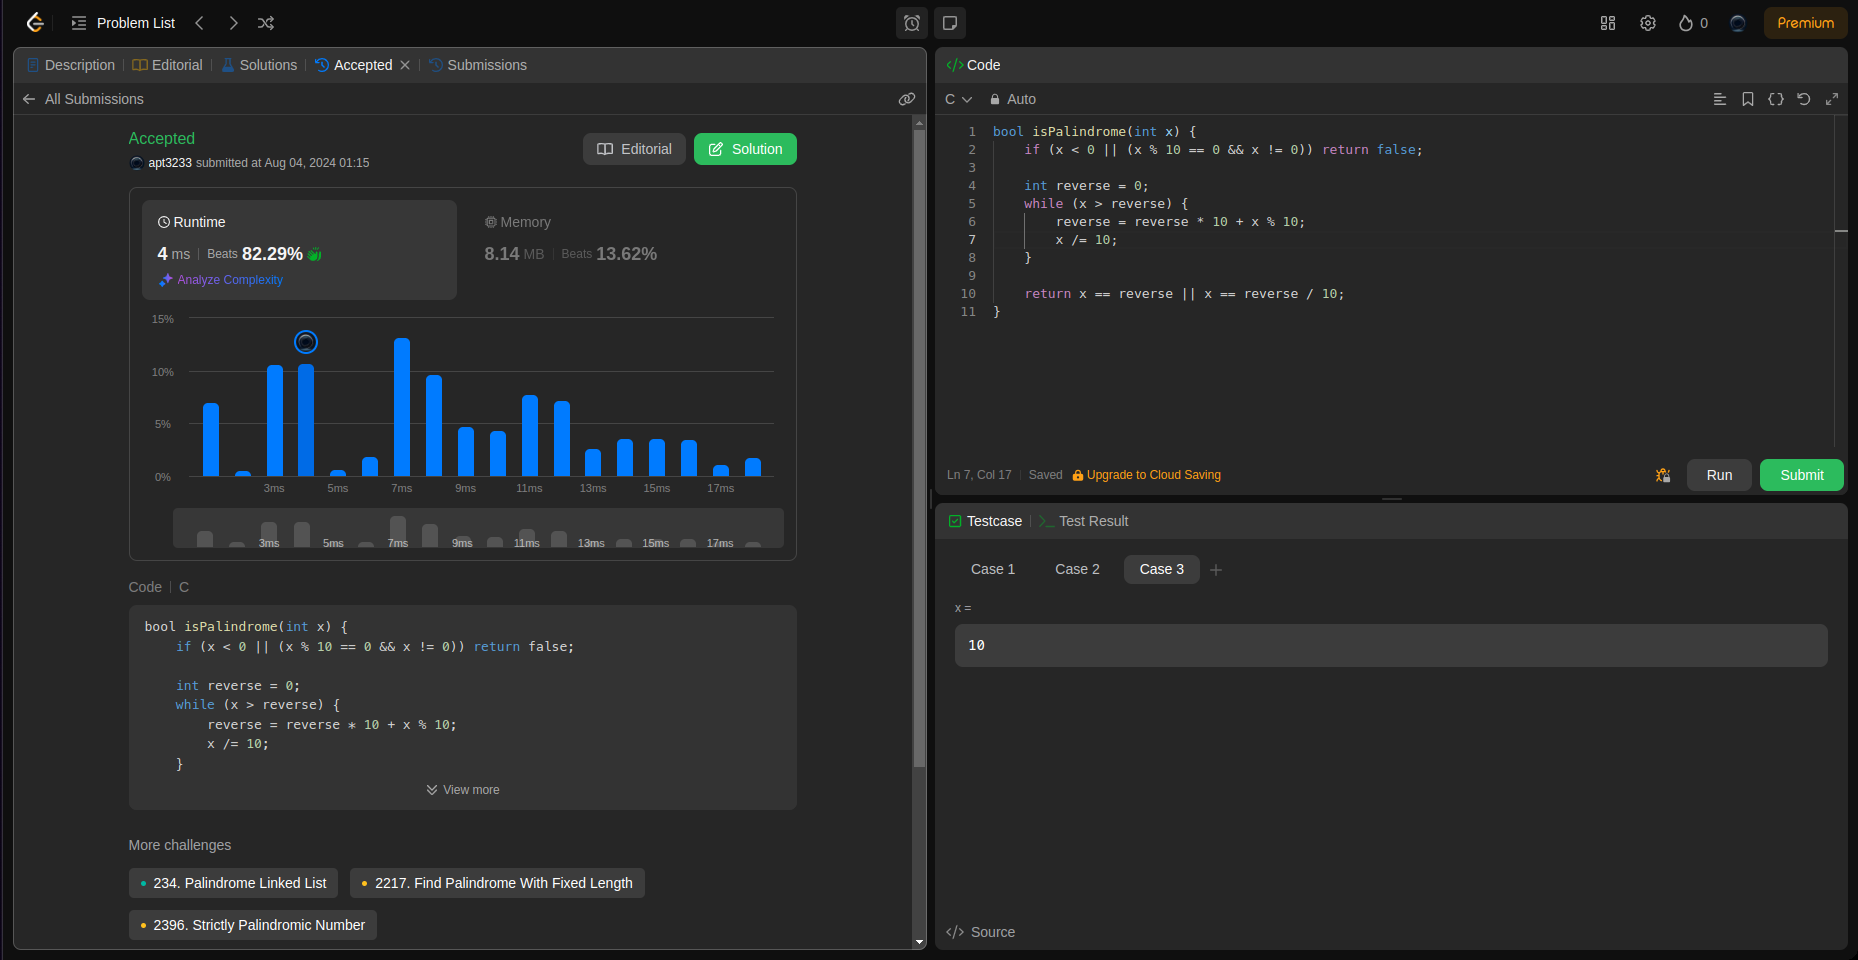 Problem List
0
Premium
Description
Editorial
Solutions
Accepted
Submissions
All Submissions
Accepted
apt3233 submitted at Aug 04, 2024 01:15
Editorial
Solution
Runtime
4 ms
Beats 82.29%
Analyze Complexity
Memory
8.14 MB
Beats 13.62%
15%
10%
5%
0%
3ms 5ms 7ms 9ms 11ms 13ms 15ms 17ms
3ms 5ms 7ms 9ms 11ms 13ms 15ms 17ms
Code | C
bool isPalindrome(int x) {
    if (x < 0 || (x % 10 == 0 && x != 0)) return false;
    int reverse = 0;
    while (x > reverse) {
        reverse = reverse * 10 + x % 10;
        x /= 10;
    }
View more
More challenges
234. Palindrome Linked List
2217. Find Palindrome With Fixed Length
2396. Strictly Palindromic Number
</> Code
C
Auto
1 bool isPalindrome(int x) {
2     if (x < 0 || (x % 10 == 0 && x != 0)) return false;
3
4     int reverse = 0;
5     while (x > reverse) {
6         reverse = reverse * 10 + x % 10;
7         x /= 10;
8     }
9
10     return x == reverse || x == reverse / 10;
11 }
Ln 7, Col 17
Saved
Upgrade to Cloud Saving
Run
Submit
Testcase
Test Result
Case 1
Case 2
Case 3
x =
10
</> Source